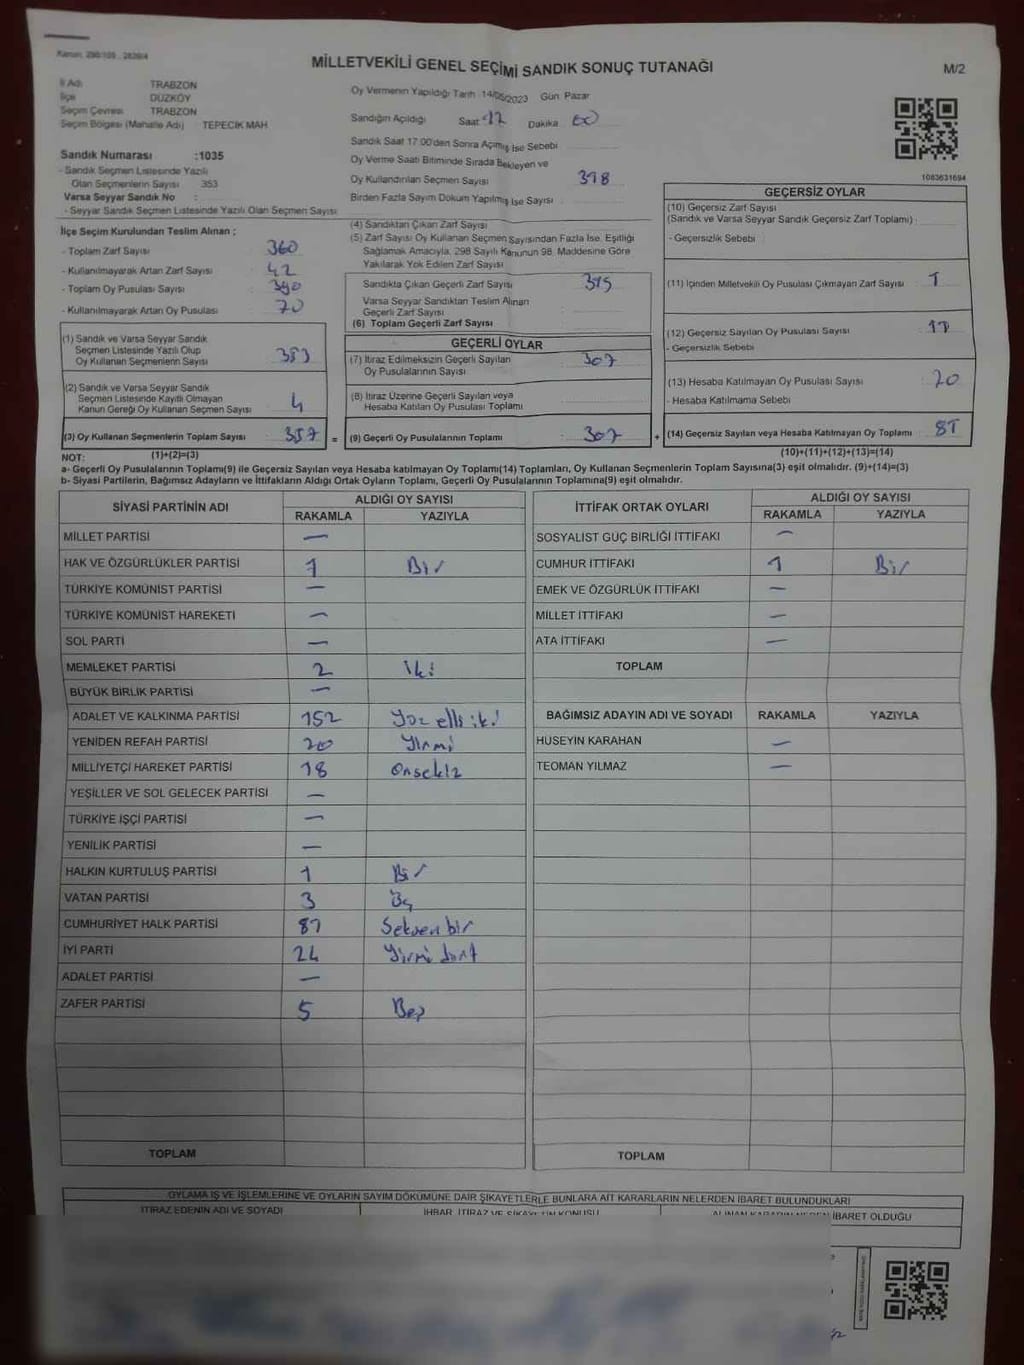 Kanun: 298/105 , 2839/4
MİLLETVEKİLİ GENEL SEÇİMİ SANDIK SONUÇ TUTANAĞI
M/2
İl Adı TRABZON
İlçe DÜZKÖY
Seçim Çevresi TRABZON
Seçim Bölgesi (Mahalle Adı) TEPECİK MAH
Oy Vermenin Yapıldığı Tarih :14/05/2023 Gün: Pazar
Sandığın Açıldığı Saat Dakika
Sandık Saat 17:00'den Sonra Açılmış İse Sebebi
Sandık Numarası :1035
- Sandık Seçmen Listesinde Yazılı
Olan Seçmenlerin Sayısı 353
Varsa Seyyar Sandık No :
- Seyyar Sandık Seçmen Listesinde Yazılı Olan Seçmen Sayısı
Oy Verme Saati Bitiminde Sırada Bekleyen ve
Oy Kullandırılan Seçmen Sayısı
Birden Fazla Sayım Döküm Yapılmış İse Sayısı
1083631694
İlçe Seçim Kurulundan Teslim Alınan ;
- Toplam Zarf Sayısı 360
- Kullanılmayarak Artan Zarf Sayısı 42
- Toplam Oy Pusulası Sayısı
- Kullanılmayarak Artan Oy Pusulası 70
(4) Sandıktan Çıkan Zarf Sayısı
(5) Zarf Sayısı Oy Kullanan Seçmen Sayısından Fazla İse, Eşitliği
Sağlamak Amacıyla, 298 Sayılı Kanunun 98. Maddesine Göre
Yakılarak Yok Edilen Zarf Sayısı
Sandıkta Çıkan Geçerli Zarf Sayısı
Varsa Seyyar Sandıktan Teslim Alınan
Geçerli Zarf Sayısı
(6) Toplam Geçerli Zarf Sayısı
GEÇERSİZ OYLAR
(10) Geçersiz Zarf Sayısı
(Sandık ve Varsa Seyyar Sandık Geçersiz Zarf Toplamı)
- Geçersizlik Sebebi
(11) İçinden Milletvekili Oy Pusulası Çıkmayan Zarf Sayısı 1
(12) Geçersiz Sayılan Oy Pusulası Sayısı
- Geçersizlik Sebebi
(13) Hesaba Katılmayan Oy Pusulası Sayısı 20
- Hesaba Katılmama Sebebi
(1) Sandık ve Varsa Seyyar Sandık
Seçmen Listesinde Yazılı Olup
Oy Kullanan Seçmenlerin Sayısı 353
(2) Sandık ve Varsa Seyyar Sandık
Seçmen Listesinde Kayıtlı Olmayan
Kanun Gereği Oy Kullanan Seçmen Sayısı 4
GEÇERLİ OYLAR
(7) İtiraz Edilmeksizin Geçerli Sayılan
Oy Pusulalarının Sayısı 307
(8) İtiraz Üzerine Geçerli Sayılan veya
Hesaba Katılan Oy Pusulası Toplamı
(3) Oy Kullanan Seçmenlerin Toplam Sayısı 357 = (9) Geçerli Oy Pusulalarının Toplamı 307 + (14) Geçersiz Sayılan veya Hesaba Katılmayan Oy Toplamı
NOT: (1)+(2)=(3) (10)+(11)+(12)+(13)=(14)
a- Geçerli Oy Pusulalarının Toplamı(9) ile Geçersiz Sayılan veya Hesaba katılmayan Oy Toplamı(14) Toplamları, Oy Kullanan Seçmenlerin Toplam Sayısına(3) eşit olmalıdır. (9)+(14)=(3)
b- Siyasi Partilerin, Bağımsız Adayların ve İttifakların Aldığı Ortak Oyların Toplamı, Geçerli Oy Pusulalarının Toplamına(9) eşit olmalıdır.
SİYASİ PARTİNİN ADI ALDIĞI OY SAYISI
RAKAMLA YAZIYLA
MİLLET PARTİSİ —
HAK VE ÖZGÜRLÜKLER PARTİSİ 1 Bir
TÜRKİYE KOMÜNİST PARTİSİ —
TÜRKİYE KOMÜNİST HAREKETİ —
SOL PARTİ —
MEMLEKET PARTİSİ 2 iki
BÜYÜK BİRLİK PARTİSİ —
ADALET VE KALKINMA PARTİSİ 152 Yüz elli iki
YENİDEN REFAH PARTİSİ 20 Yirmi
MİLLİYETÇİ HAREKET PARTİSİ 18 Onsekiz
YEŞİLLER VE SOL GELECEK PARTİSİ —
TÜRKİYE İŞÇİ PARTİSİ —
YENİLİK PARTİSİ —
HALKIN KURTULUŞ PARTİSİ 1 Bir
VATAN PARTİSİ 3 Üç
CUMHURİYET HALK PARTİSİ 81 Seksen bir
İYİ PARTİ 24 Yirmi dört
ADALET PARTİSİ —
ZAFER PARTİSİ 5 Beş
TOPLAM
İTTİFAK ORTAK OYLARI ALDIĞI OY SAYISI
RAKAMLA YAZIYLA
SOSYALİST GÜÇ BİRLİĞİ İTTİFAKI —
CUMHUR İTTİFAKI 1 Bir
EMEK VE ÖZGÜRLÜK İTTİFAKI —
MİLLET İTTİFAKI —
ATA İTTİFAKI —
TOPLAM
BAĞIMSIZ ADAYIN ADI VE SOYADI RAKAMLA YAZIYLA
HÜSEYİN KARAHAN —
TEOMAN YILMAZ —
TOPLAM
OYLAMA İŞ VE İŞLEMLERİNE VE OYLARIN SAYIM DÖKÜMÜNE DAİR ŞİKAYETLERLE BUNLARA AİT KARARLARIN NELERDEN İBARET BULUNDUKLARI
İTİRAZ EDENİN ADI VE SOYADI İHBAR, İTİRAZ VE ŞİKAYETİN KONUSU ALINAN KARARIN NEDEN İBARET OLDUĞU